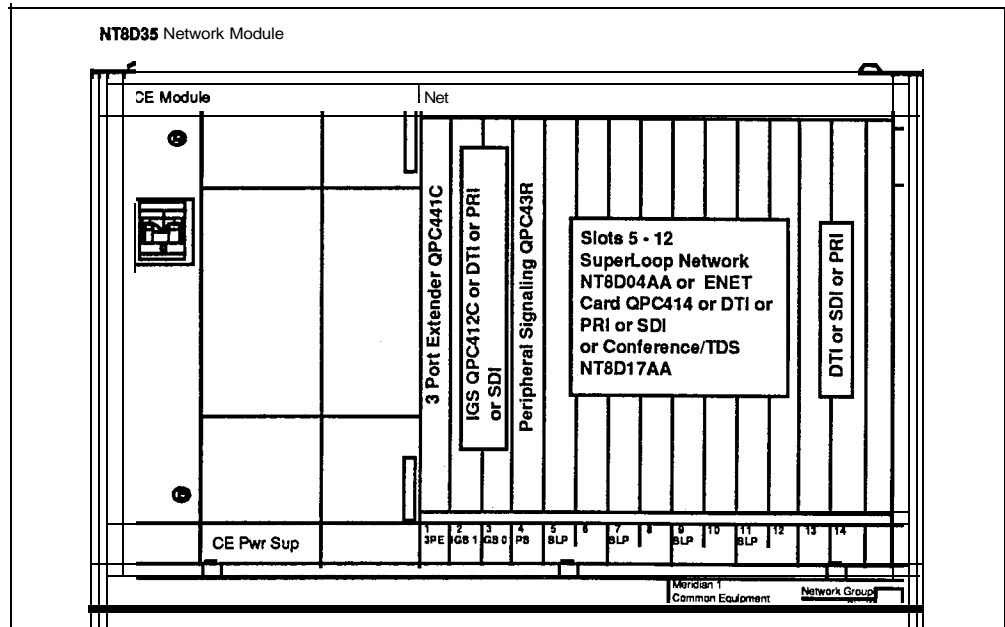 NT8D35 Network Module
CE Module
Net
3 Port Extender QPC441C
IGS QPC412C or DTI or PRI
or SDI
Peripheral Signaling QPC43R
Slots 5 - 12
SuperLoop Network
NT8D04AA or ENET
Card QPC414 or DTI or
PRI or SDI
or Conference/TDS
NT8D17AA
DTI or SDI or PRI
CE Pwr Sup
1 2 3 4 5 6 7 8 9 10 11 12 13 14
3PE IGS 1 IGS 0 PS SLP SLP SLP SLP
Meridian 1
Common Equipment
Network Group